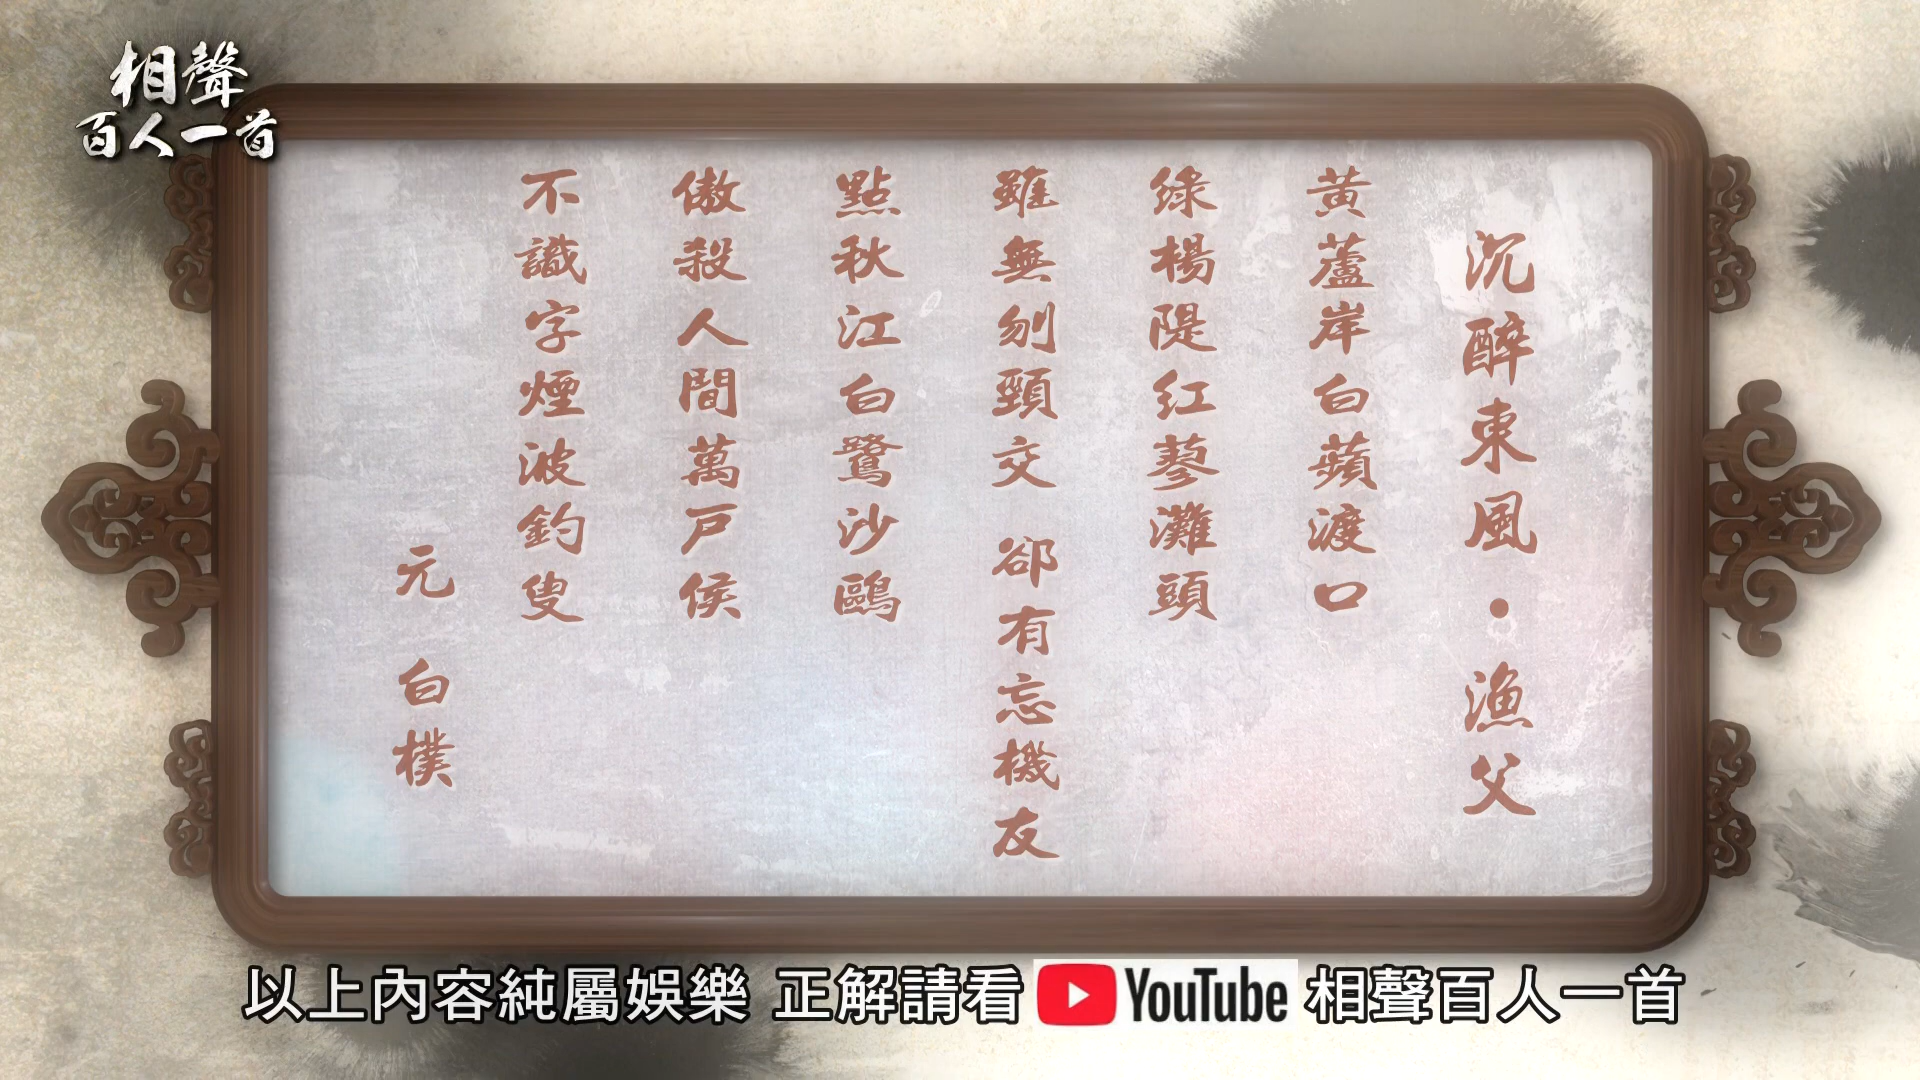 相聲
百人一首
沉醉東風·漁父
黃蘆岸白蘋渡口
綠楊隄紅蓼灘頭
雖無刎頸交 卻有忘機友
點秋江白鷺沙鷗
傲殺人間萬戶侯
不識字煙波釣叟
元 白樸
以上內容純屬娛樂 正解請看 YouTube 相聲百人一首